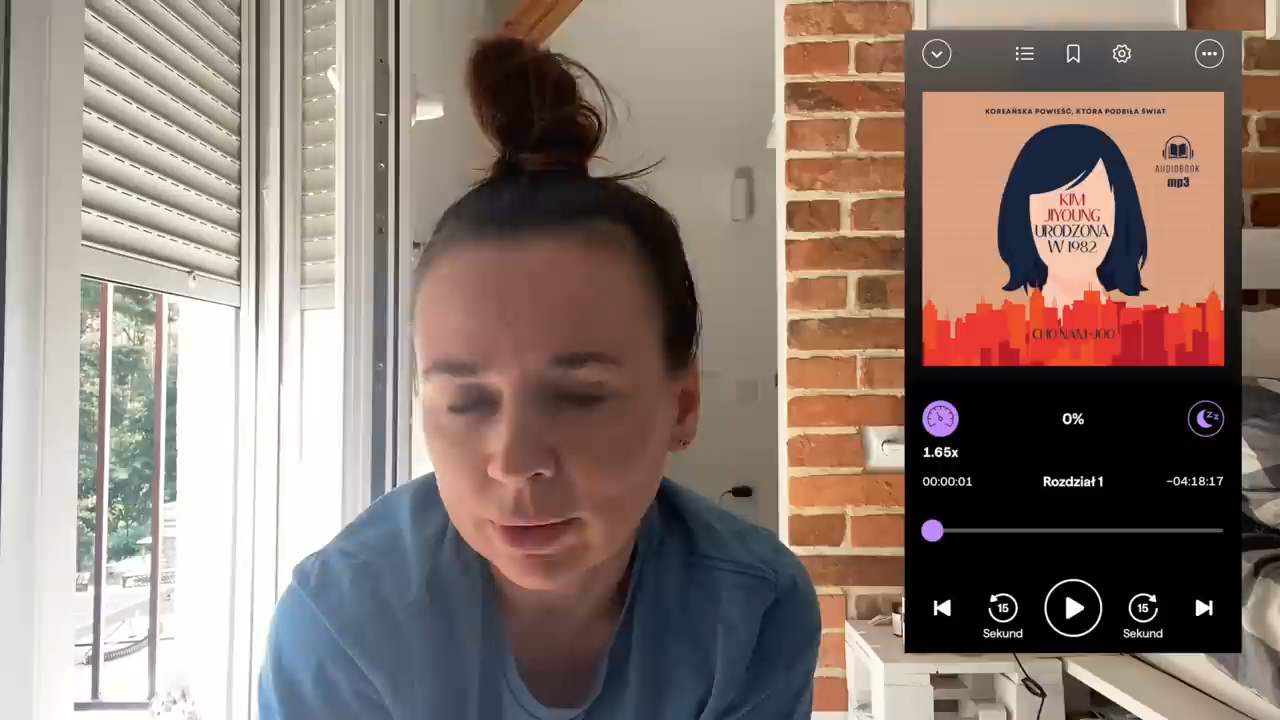 KOREAŃSKA POWIEŚĆ, KTÓRA PODBIŁA ŚWIAT
AUDIOBOOK
mp3
KIM
JIYOUNG
URODZONA
W 1982
CHO NAM-JOO
0%
zz
1.65x
00:00:01
Rozdział 1
-04:18:17
15
Sekund
15
Sekund